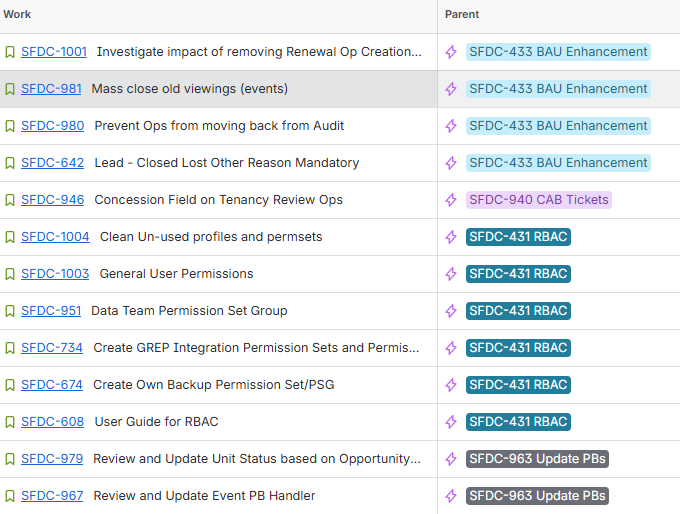 Work Parent
SFDC-1001 Investigate impact of removing Renewal Op Creation... SFDC-433 BAU Enhancement
SFDC-981 Mass close old viewings (events) SFDC-433 BAU Enhancement
SFDC-980 Prevent Ops from moving back from Audit SFDC-433 BAU Enhancement
SFDC-642 Lead - Closed Lost Other Reason Mandatory SFDC-433 BAU Enhancement
SFDC-946 Concession Field on Tenancy Review Ops SFDC-940 CAB Tickets
SFDC-1004 Clean Un-used profiles and permsets SFDC-431 RBAC
SFDC-1003 General User Permissions SFDC-431 RBAC
SFDC-951 Data Team Permission Set Group SFDC-431 RBAC
SFDC-734 Create GREP Integration Permission Sets and Permis... SFDC-431 RBAC
SFDC-674 Create Own Backup Permission Set/PSG SFDC-431 RBAC
SFDC-608 User Guide for RBAC SFDC-431 RBAC
SFDC-979 Review and Update Unit Status based on Opportunity... SFDC-963 Update PBs
SFDC-967 Review and Update Event PB Handler SFDC-963 Update PBs